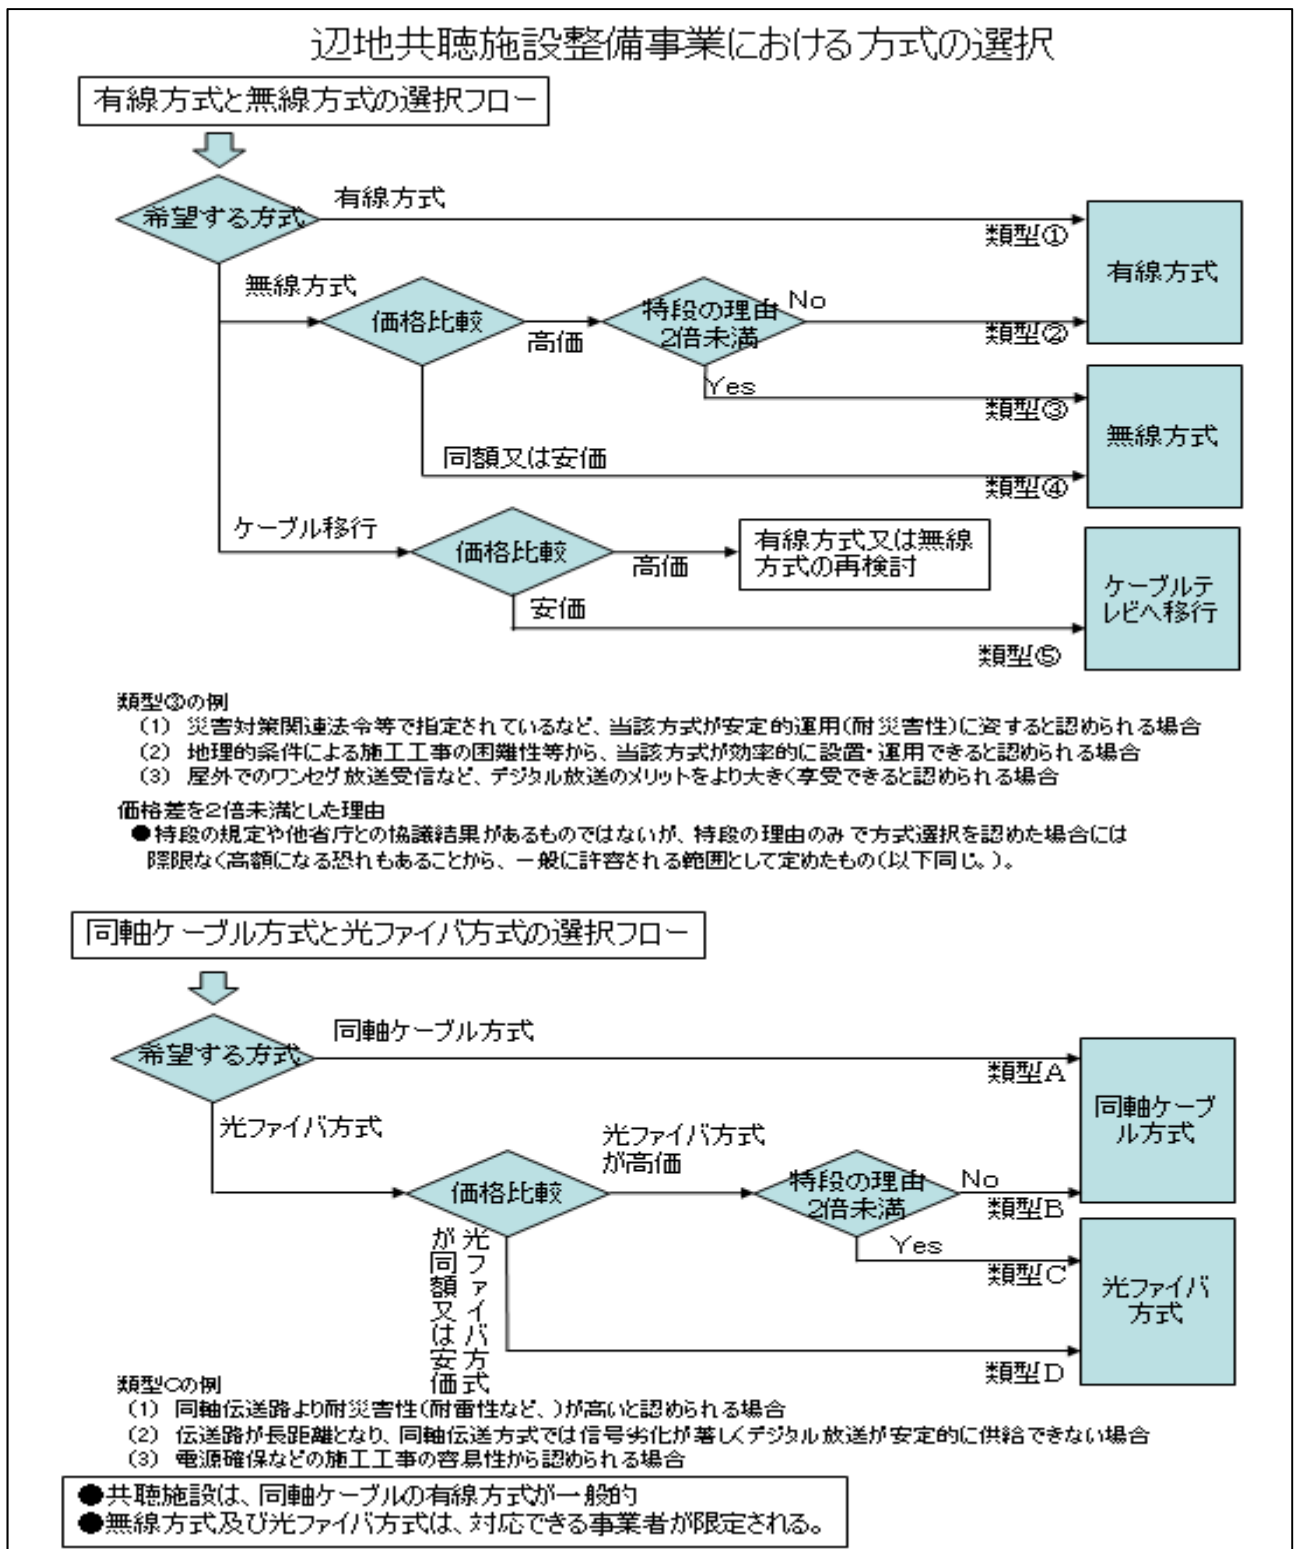 辺地共聴施設整備事業における方式の選択
有線方式と無線方式の選択フロー
希望する方式
有線方式
類型①
有線方式
無線方式
価格比較
高価
特段の理由
2倍未満
No
類型②
Yes
類型③
無線方式
同額又は安価
類型④
ケーブル移行
価格比較
高価
有線方式又は無線
方式の再検討
安価
類型⑤
ケーブルテ
レビへ移行
類型③の例
(1) 災害対策関連法令等で指定されているなど、当該方式が安定的運用(耐災害性)に資すると認められる場合
(2) 地理的条件による施工工事の困難性等から、当該方式が効率的に設置・運用できると認められる場合
(3) 屋外でのワンセグ放送受信など、デジタル放送のメリットをより大きく享受できると認められる場合
価格差を2倍未満とした理由
●特段の規定や他省庁との協議結果があるものではないが、特段の理由のみで方式選択を認めた場合には
際限なく高額になる恐れもあることから、一般に許容される範囲として定めたもの(以下同じ。)。
同軸ケーブル方式と光ファイバ方式の選択フロー
希望する方式
同軸ケーブル方式
類型A
同軸ケーブ
ル方式
光ファイバ方式
価格比較
光ファイバ方式
が高価
特段の理由
2倍未満
No
類型B
Yes
類型C
光ファイバ
方式
光ファイバ方式
が同額又は安価
類型D
類型Cの例
(1) 同軸伝送路より耐災害性(耐雷性など、)が高いと認められる場合
(2) 伝送路が長距離となり、同軸伝送方式では信号劣化が著しくデジタル放送が安定的に供給できない場合
(3) 電源確保などの施工工事の容易性から認められる場合
●共聴施設は、同軸ケーブルの有線方式が一般的
●無線方式及び光ファイバ方式は、対応できる事業者が限定される。